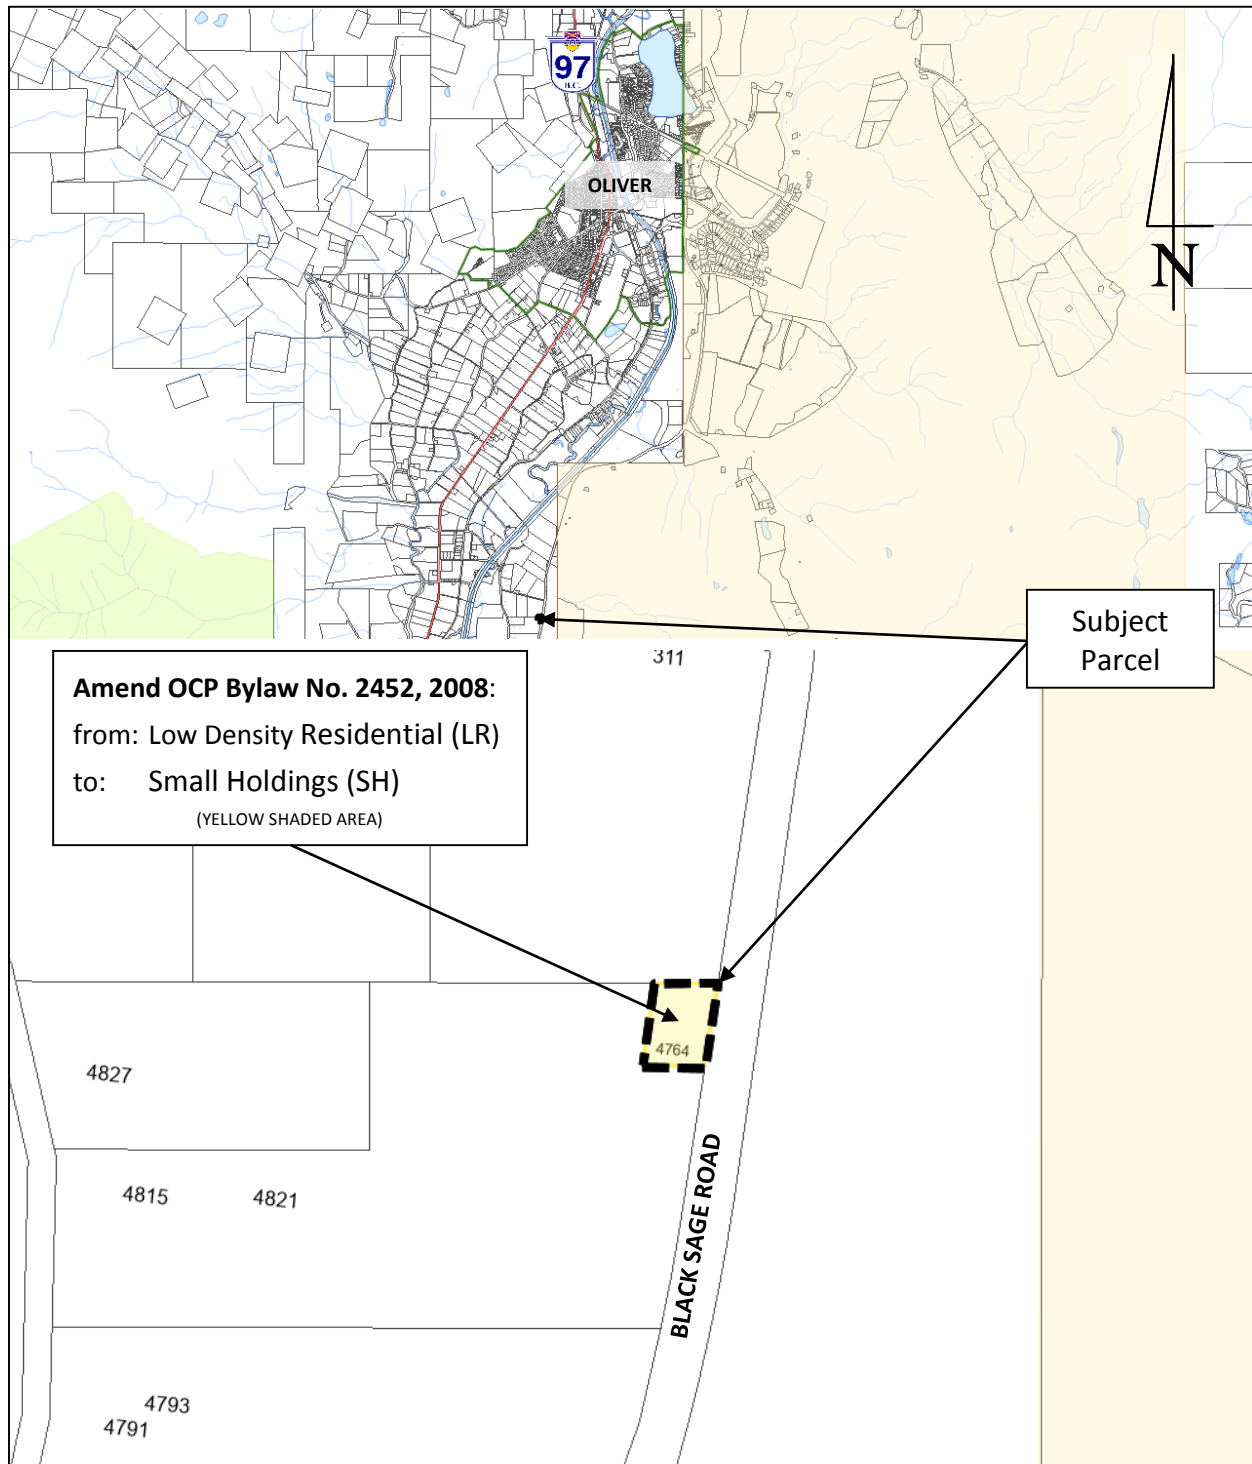 97
B.C.
OLIVER
N
Subject
Parcel
311
Amend OCP Bylaw No. 2452, 2008:
from: Low Density Residential (LR)
to: Small Holdings (SH)
(YELLOW SHADED AREA)
4764
4827
4815
4821
BLACK SAGE ROAD
4793
4791